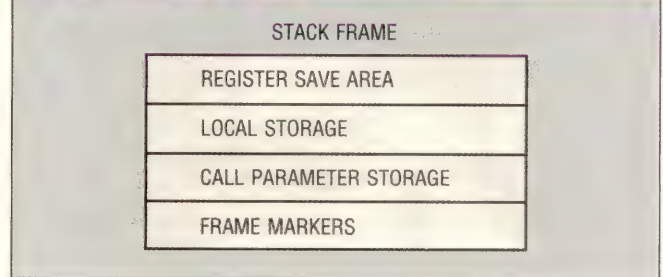 STACK FRAME
REGISTER SAVE AREA
LOCAL STORAGE
CALL PARAMETER STORAGE
FRAME MARKERS